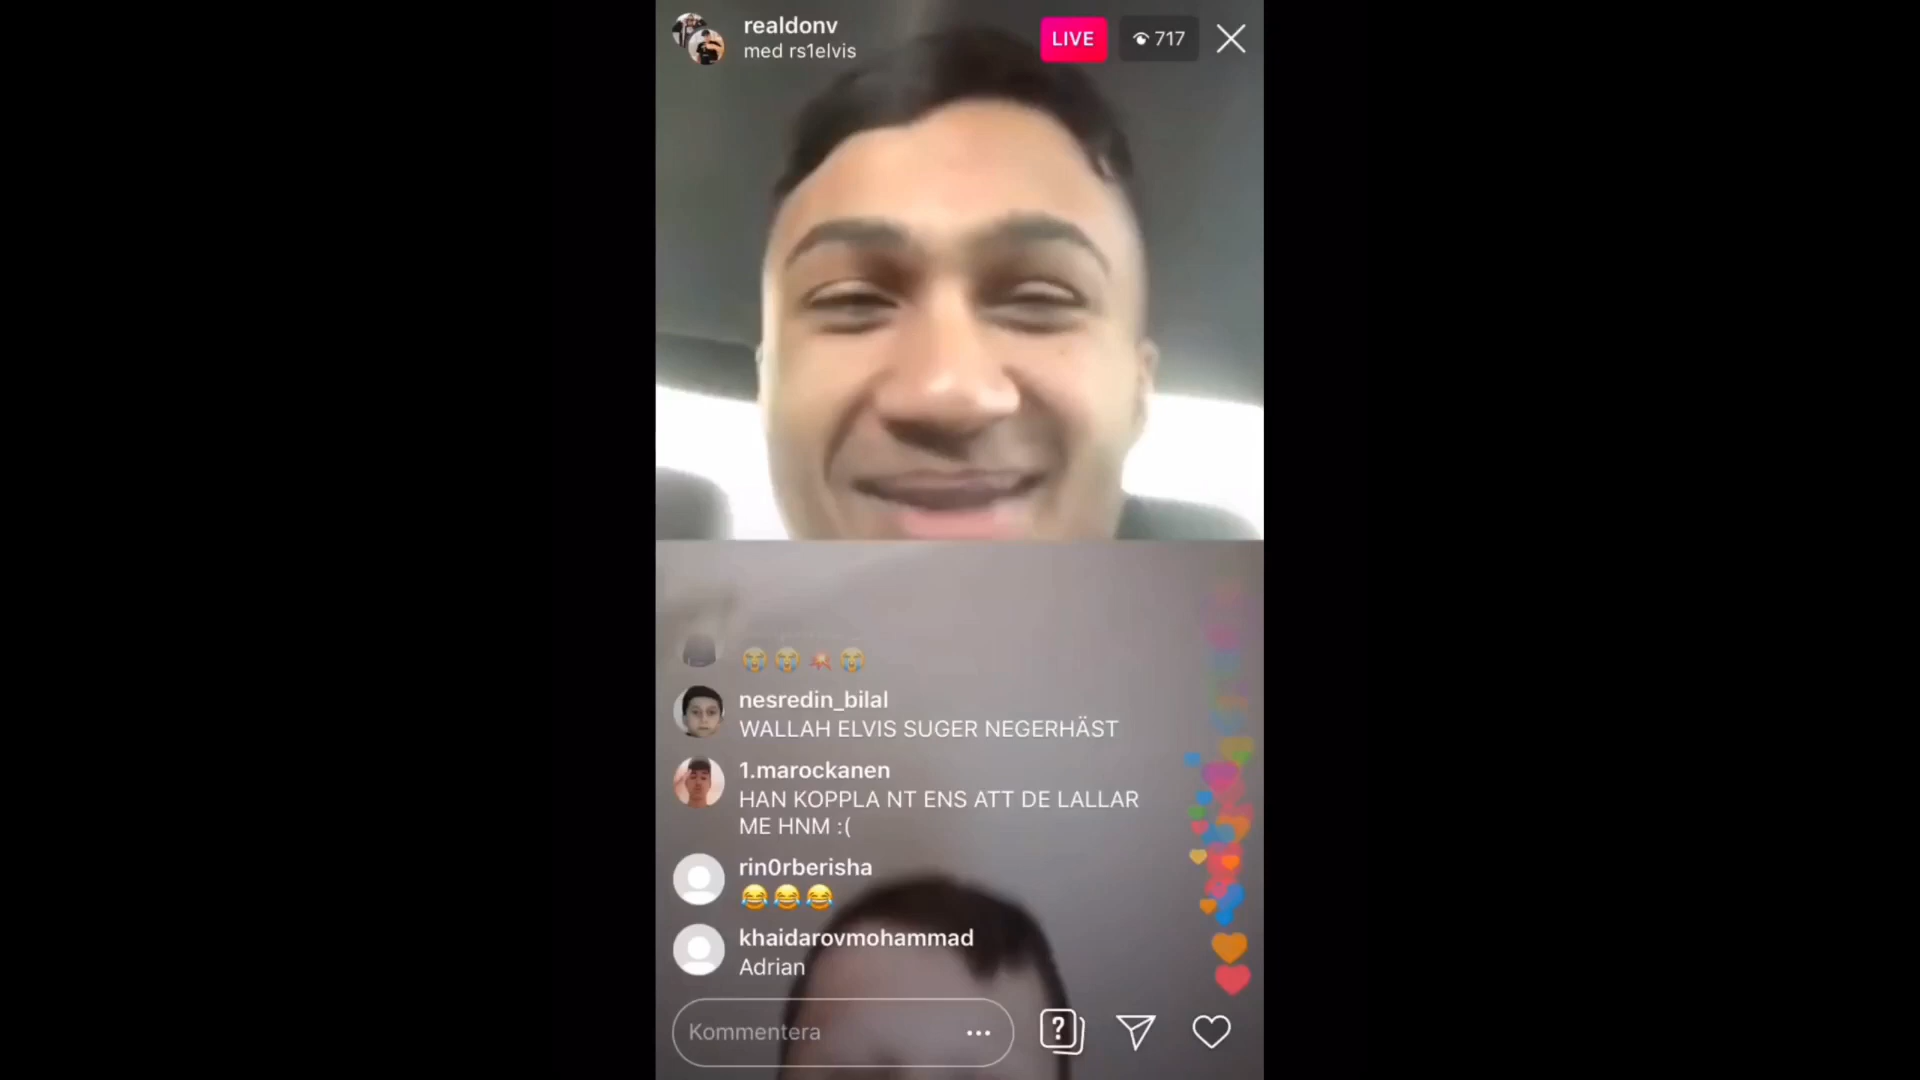 realdonv
med rs1elvis
LIVE
717
nesredin_bilal
WALLAH ELVIS SUGER NEGERHÄST
1.marockanen
HAN KOPPLA NT ENS ATT DE LALLAR
ME HNM :(
rin0rberisha
😂😂😂
khaidarovmohammad
Adrian
Kommentera